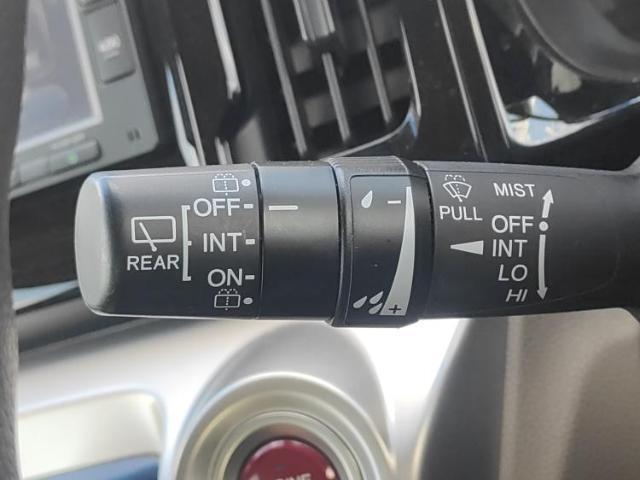 REAR
OFF
INT
ON
- 
+
PULL
MIST
OFF
INT
LO
HI